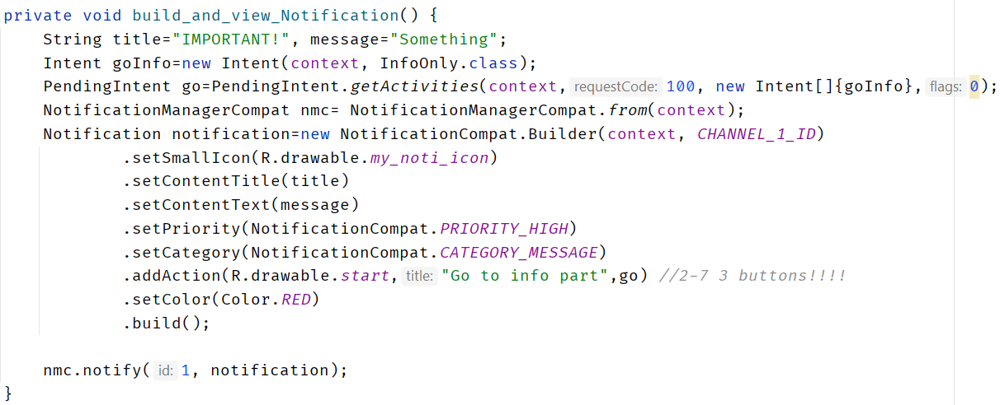 private void build_and_view_Notification() {
String title="IMPORTANT!", message="Something";
Intent goInfo=new Intent(context, InfoOnly.class);
PendingIntent go=PendingIntent.getActivities(context, requestCode: 100, new Intent[]{goInfo}, flags: 0);
NotificationManagerCompat nmc= NotificationManagerCompat.from(context);
Notification notification=new NotificationCompat.Builder(context, CHANNEL_1_ID)
.setSmallIcon(R.drawable.my_noti_icon)
.setContentTitle(title)
.setContentText(message)
.setPriority(NotificationCompat.PRIORITY_HIGH)
.setCategory(NotificationCompat.CATEGORY_MESSAGE)
.addAction(R.drawable.start, title: "Go to info part",go) //2-7 3 buttons!!!!
.setColor(Color.RED)
.build();
nmc.notify( id: 1, notification);
}